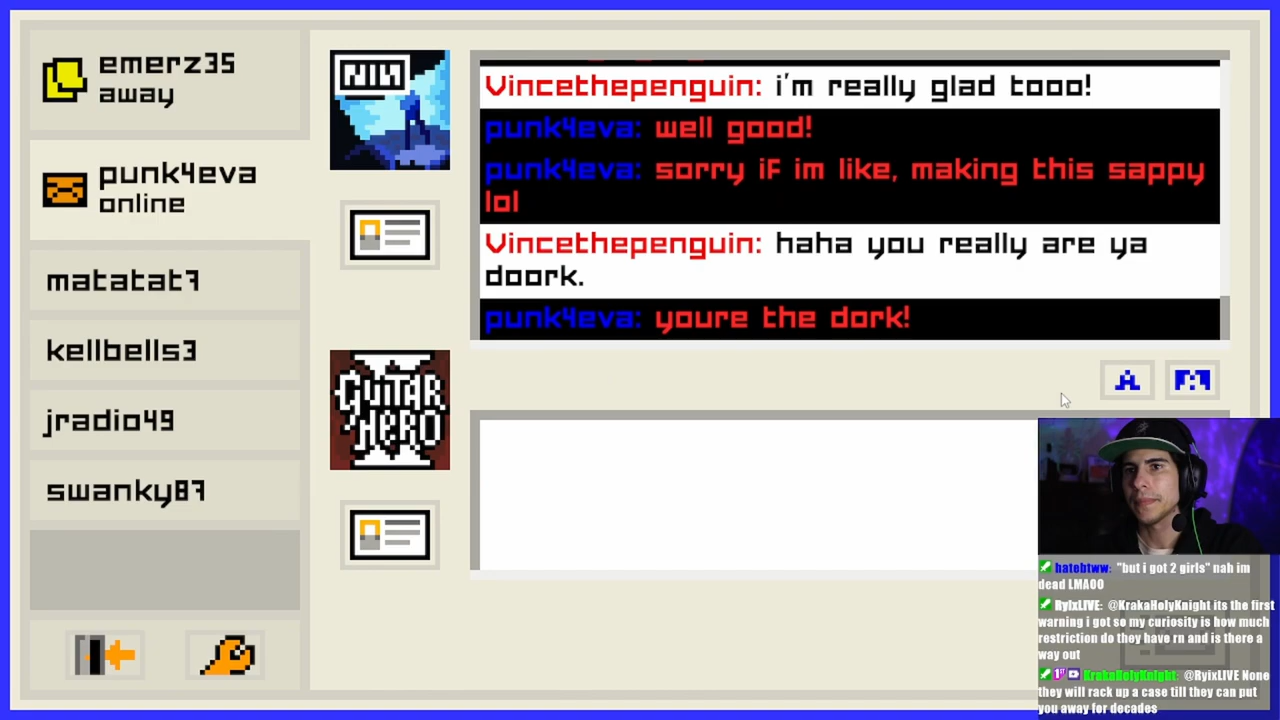 emerz35
away
punk4eva
online
matatat7
kellbells3
jradio49
swanky87
NIN
GUITAR
HERO
Vincethepenguin: i'm really glad tooo!
punk4eva: well good!
punk4eva: sorry if im like, making this sappy
lol
Vincethepenguin: haha you really are ya
doork.
punk4eva: youre the dork!
A
hatebtww: "but i got 2 girls" nah im
dead LMAOO
RyixLIVE: @KrakaHolyKnight its the first
warning i got so my curiosity is how much
restriction do they have rn and is there a
way out
1ST KrakaHolyKnight: @RyixLIVE None
they will rack up a case till they can put
you away for decades